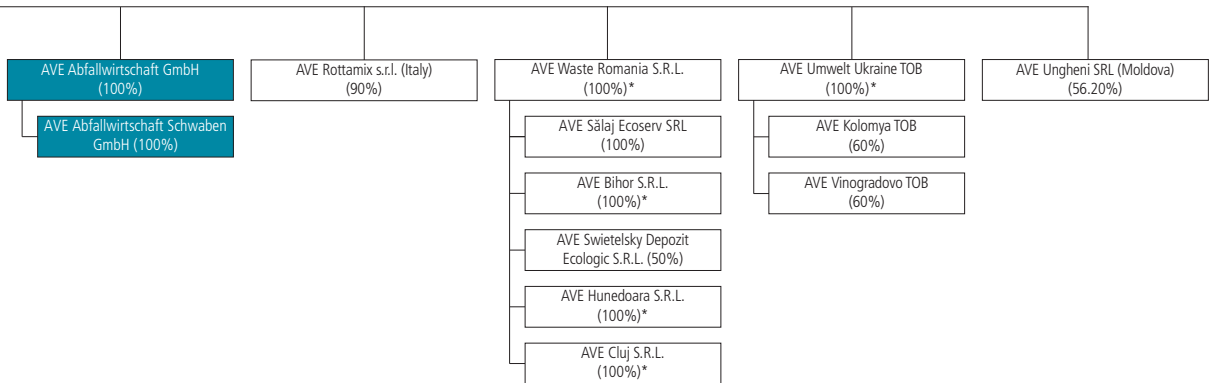 AVE Abfallwirtschaft GmbH
(100%)
AVE Abfallwirtschaft Schwaben
GmbH (100%)
AVE Rottamix s.r.l. (Italy)
(90%)
AVE Waste Romania S.R.L.
(100%)*
AVE Sălaj Ecoserv SRL
(100%)
AVE Bihor S.R.L.
(100%)*
AVE Swietelsky Depozit
Ecologic S.R.L. (50%)
AVE Hunedoara S.R.L.
(100%)*
AVE Cluj S.R.L.
(100%)*
AVE Umwelt Ukraine TOB
(100%)*
AVE Kolomya TOB
(60%)
AVE Vinogradovo TOB
(60%)
AVE Ungheni SRL (Moldova)
(56.20%)